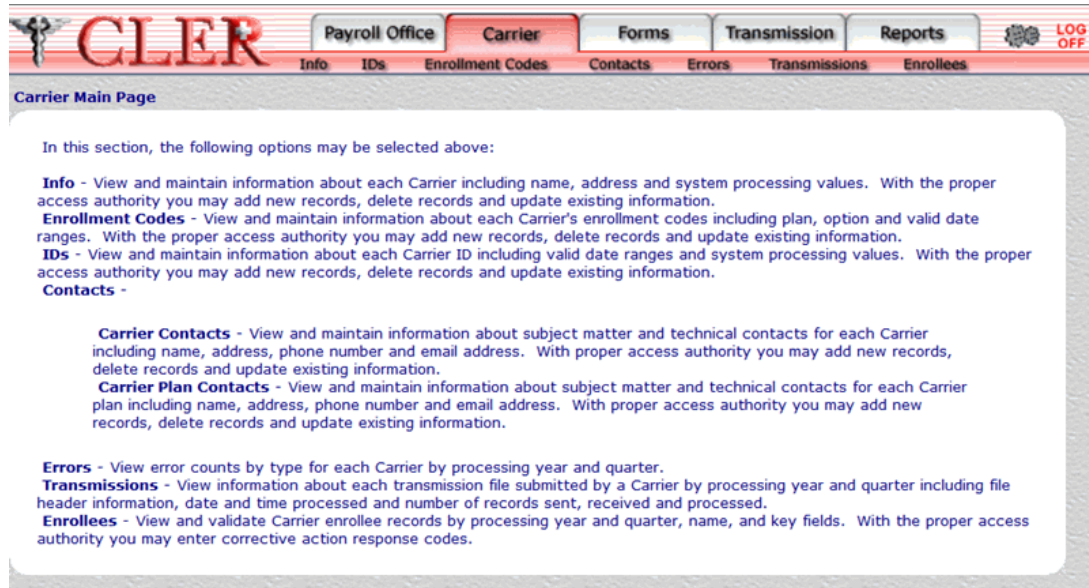 CLER
Payroll Office Carrier Forms Transmission Reports LOG OFF
Info IDs Enrollment Codes Contacts Errors Transmissions Enrollees
Carrier Main Page
In this section, the following options may be selected above:
Info - View and maintain information about each Carrier including name, address and system processing values. With the proper
access authority you may add new records, delete records and update existing information.
Enrollment Codes - View and maintain information about each Carrier's enrollment codes including plan, option and valid date
ranges. With the proper access authority you may add new records, delete records and update existing information.
IDs - View and maintain information about each Carrier ID including valid date ranges and system processing values. With the proper
access authority you may add new records, delete records and update existing information.
Contacts -
Carrier Contacts - View and maintain information about subject matter and technical contacts for each Carrier
including name, address, phone number and email address. With proper access authority you may add new records,
delete records and update existing information.
Carrier Plan Contacts - View and maintain information about subject matter and technical contacts for each Carrier
plan including name, address, phone number and email address. With proper access authority you may add new
records, delete records and update existing information.
Errors - View error counts by type for each Carrier by processing year and quarter.
Transmissions - View information about each transmission file submitted by a Carrier by processing year and quarter including file
header information, date and time processed and number of records sent, received and processed.
Enrollees - View and validate Carrier enrollee records by processing year and quarter, name, and key fields. With the proper access
authority you may enter corrective action response codes.